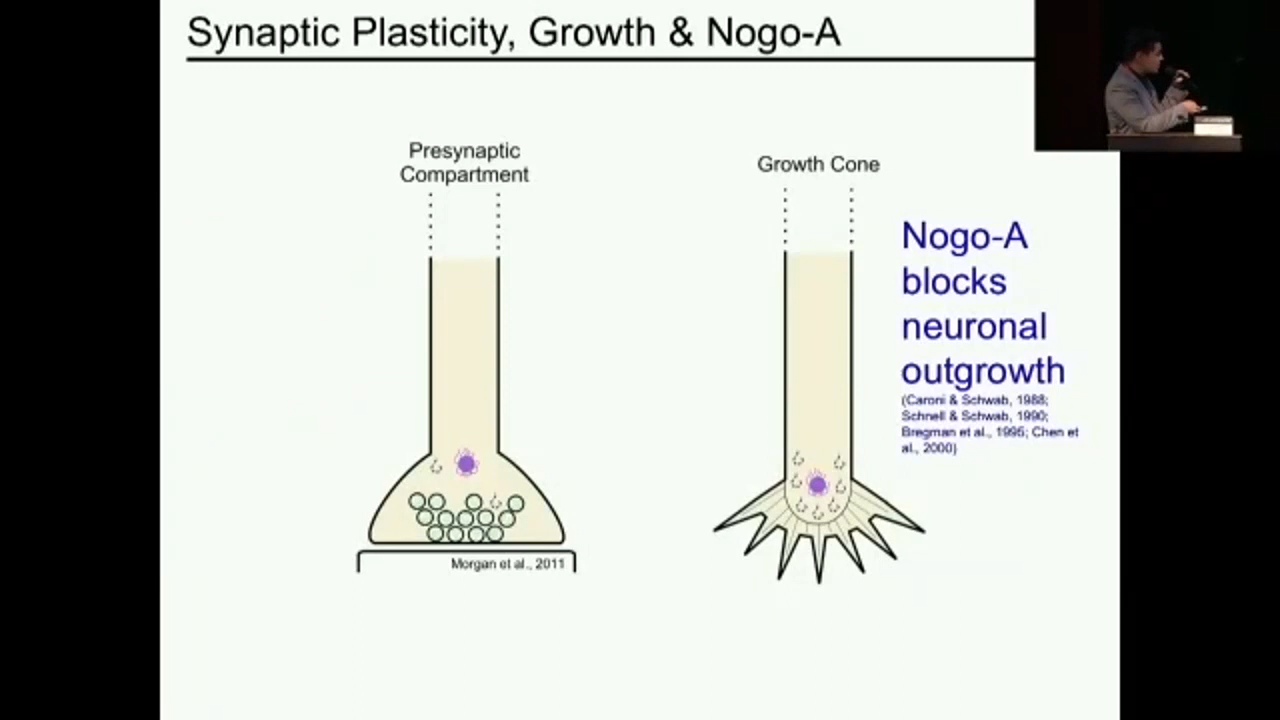 Synaptic Plasticity, Growth & Nogo-A
Presynaptic
Compartment
Growth Cone
Nogo-A
blocks
neuronal
outgrowth
(Caroni & Schwab, 1988;
Schnell & Schwab, 1990;
Bregman et al., 1995; Chen et
al., 2000)
Morgan et al., 2011